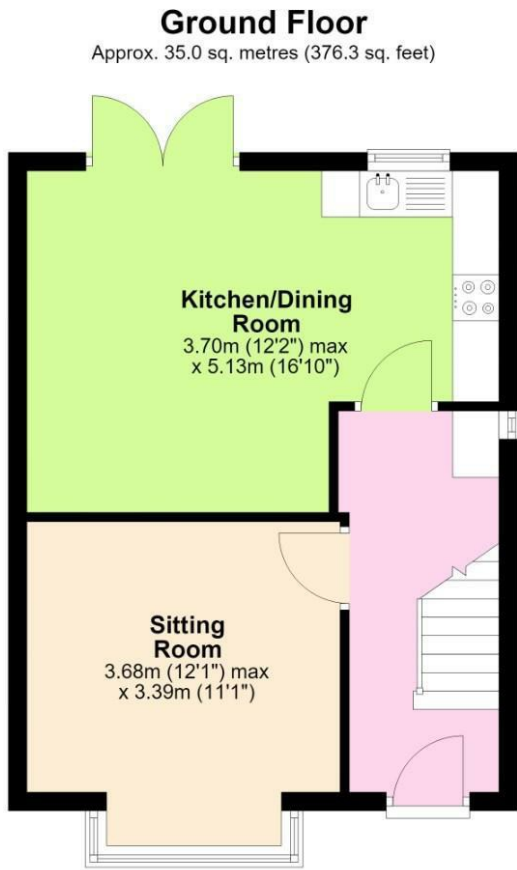 Ground Floor
Approx. 35.0 sq. metres (376.3 sq. feet)
Kitchen/Dining
Room
3.70m (12'2") max
x 5.13m (16'10")
Sitting
Room
3.68m (12'1") max
x 3.39m (11'1")